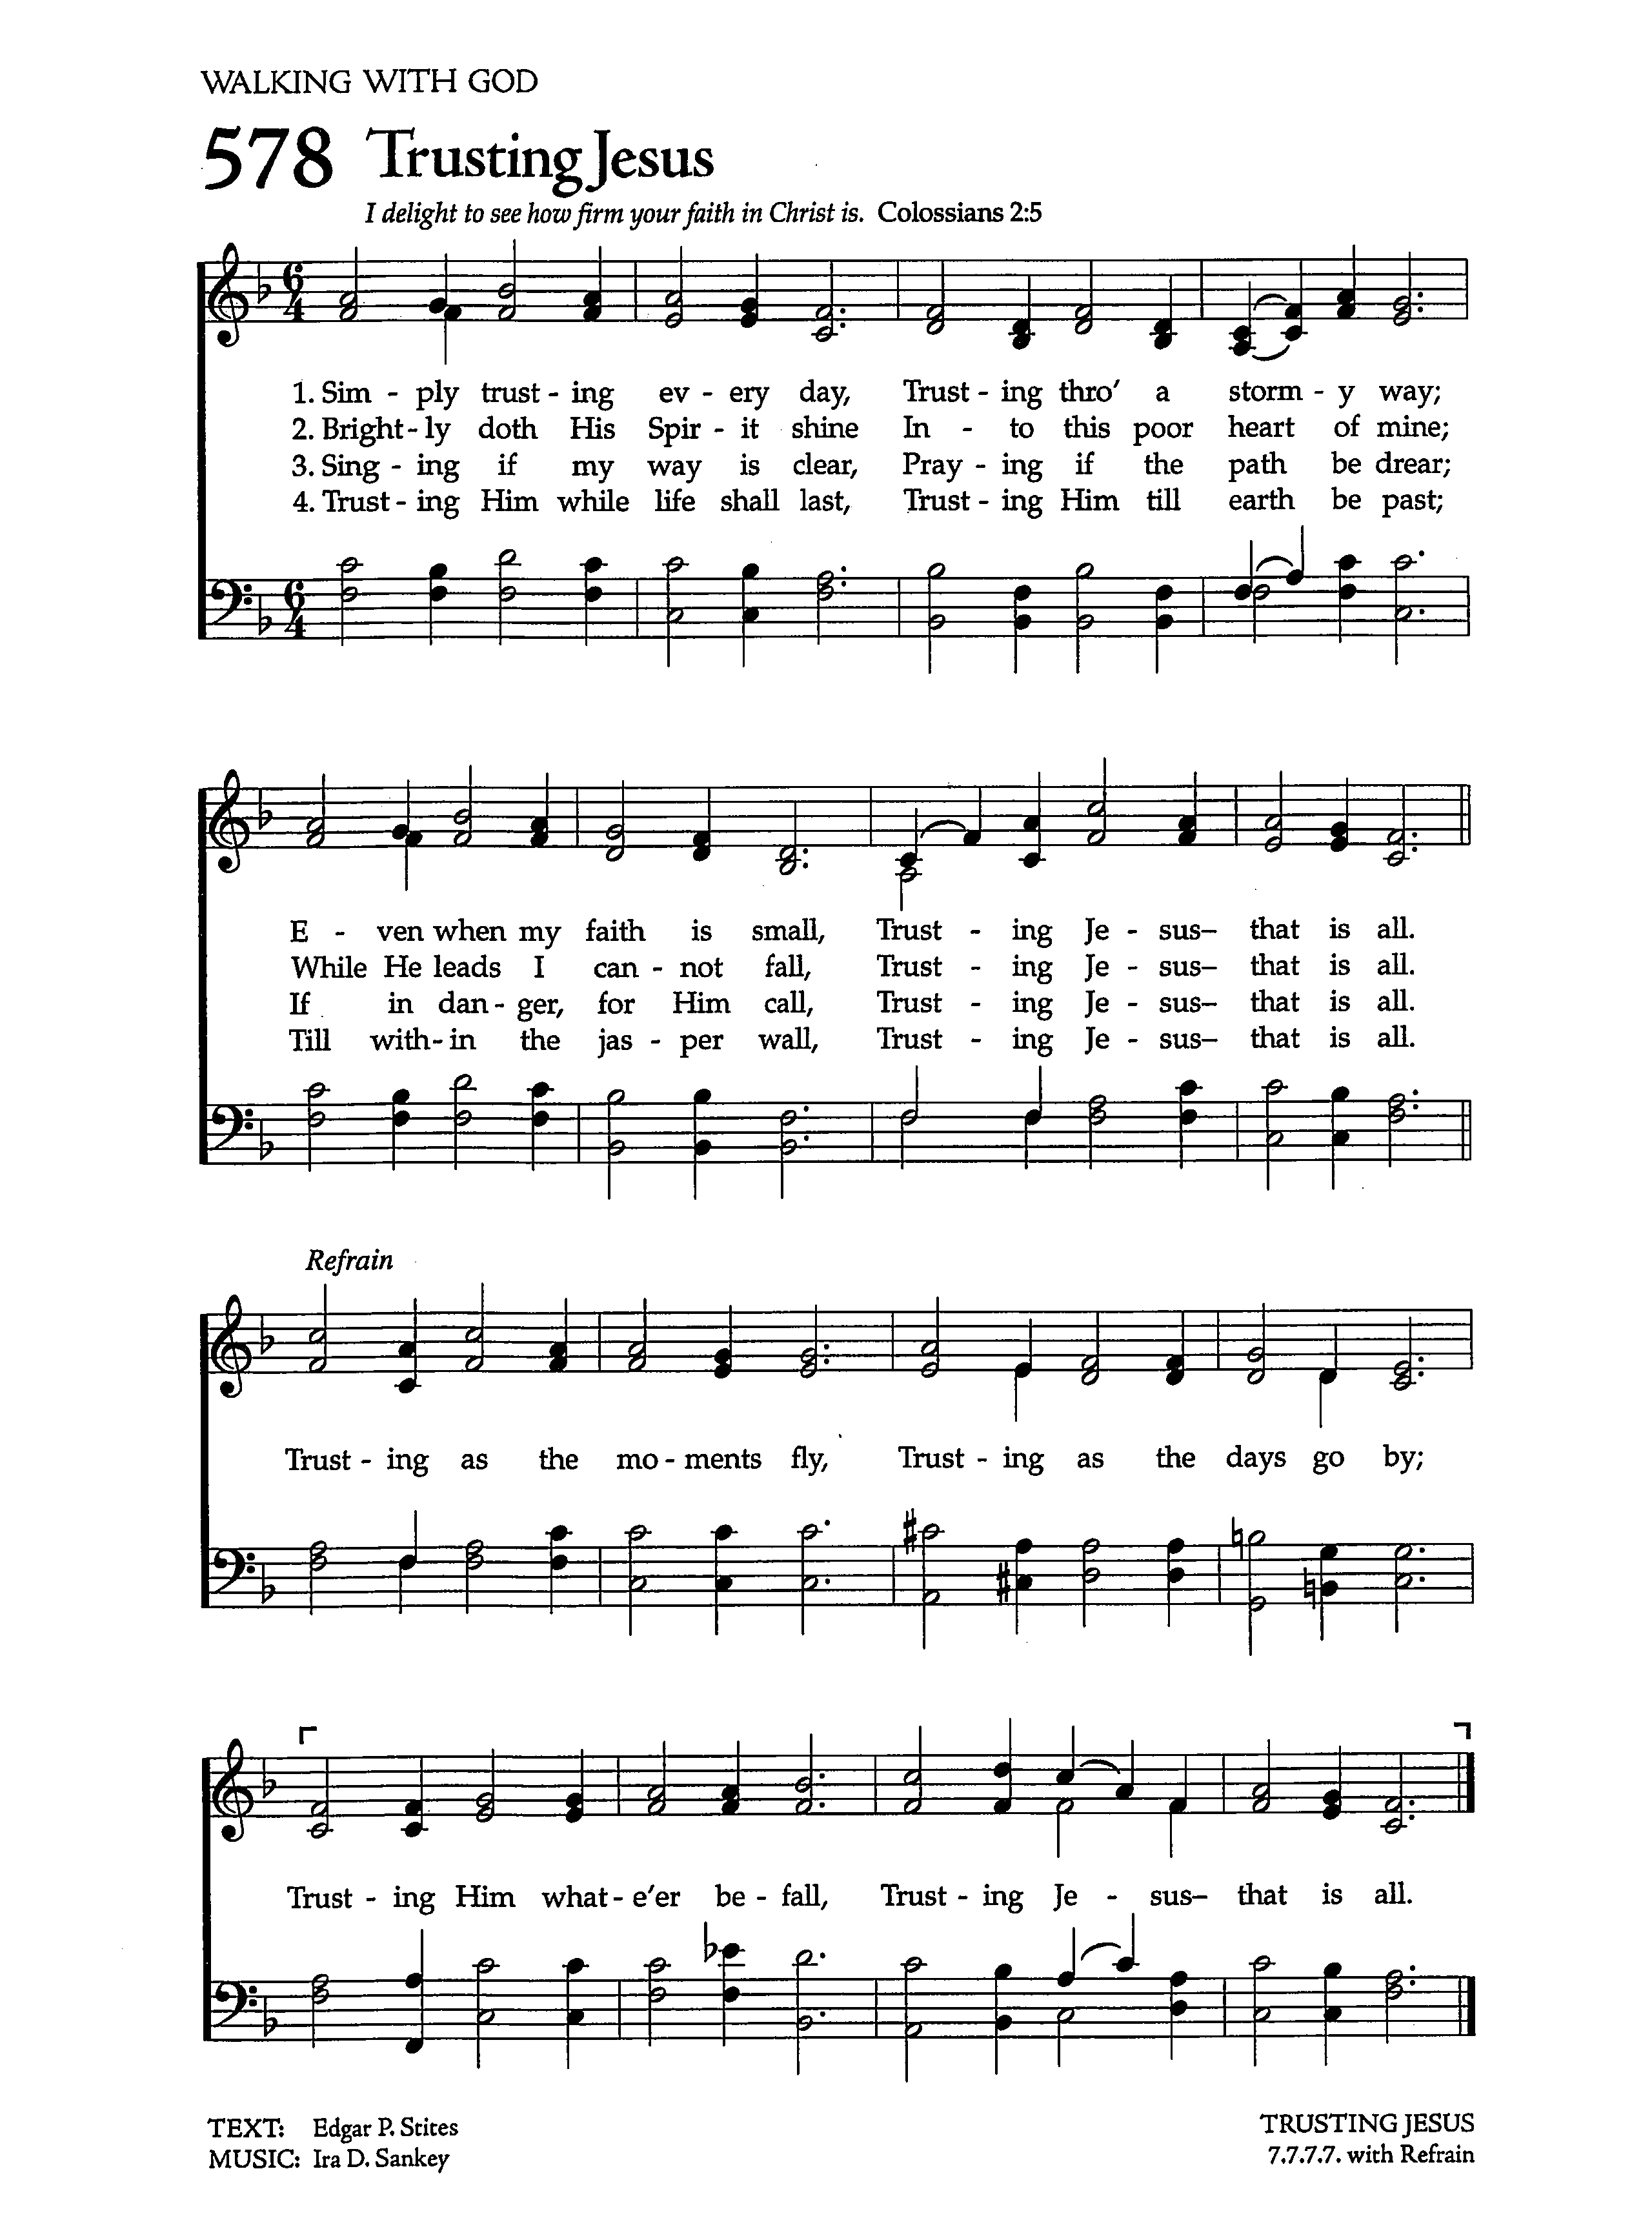 WALKING WITH GOD
578 Trusting Jesus
I delight to see how firm your faith in Christ is. Colossians 2:5
1. Sim - ply trust - ing ev - ery day, Trust - ing thro' a storm - y way;
2. Bright - ly doth His Spir - it shine In - to this poor heart of mine;
3. Sing - ing if my way is clear, Pray - ing if the path be drear;
4. Trust - ing Him while life shall last, Trust - ing Him till earth be past;
E - ven when my faith is small, Trust - ing Je - sus– that is all.
While He leads I can - not fall, Trust - ing Je - sus– that is all.
If in dan - ger, for Him call, Trust - ing Je - sus– that is all.
Till with - in the jas - per wall, Trust - ing Je - sus– that is all.
Refrain
Trust - ing as the mo - ments fly, Trust - ing as the days go by;
Trust - ing Him what - e'er be - fall, Trust - ing Je - sus– that is all.
TEXT: Edgar P. Stites
MUSIC: Ira D. Sankey
TRUSTING JESUS
7.7.7.7. with Refrain